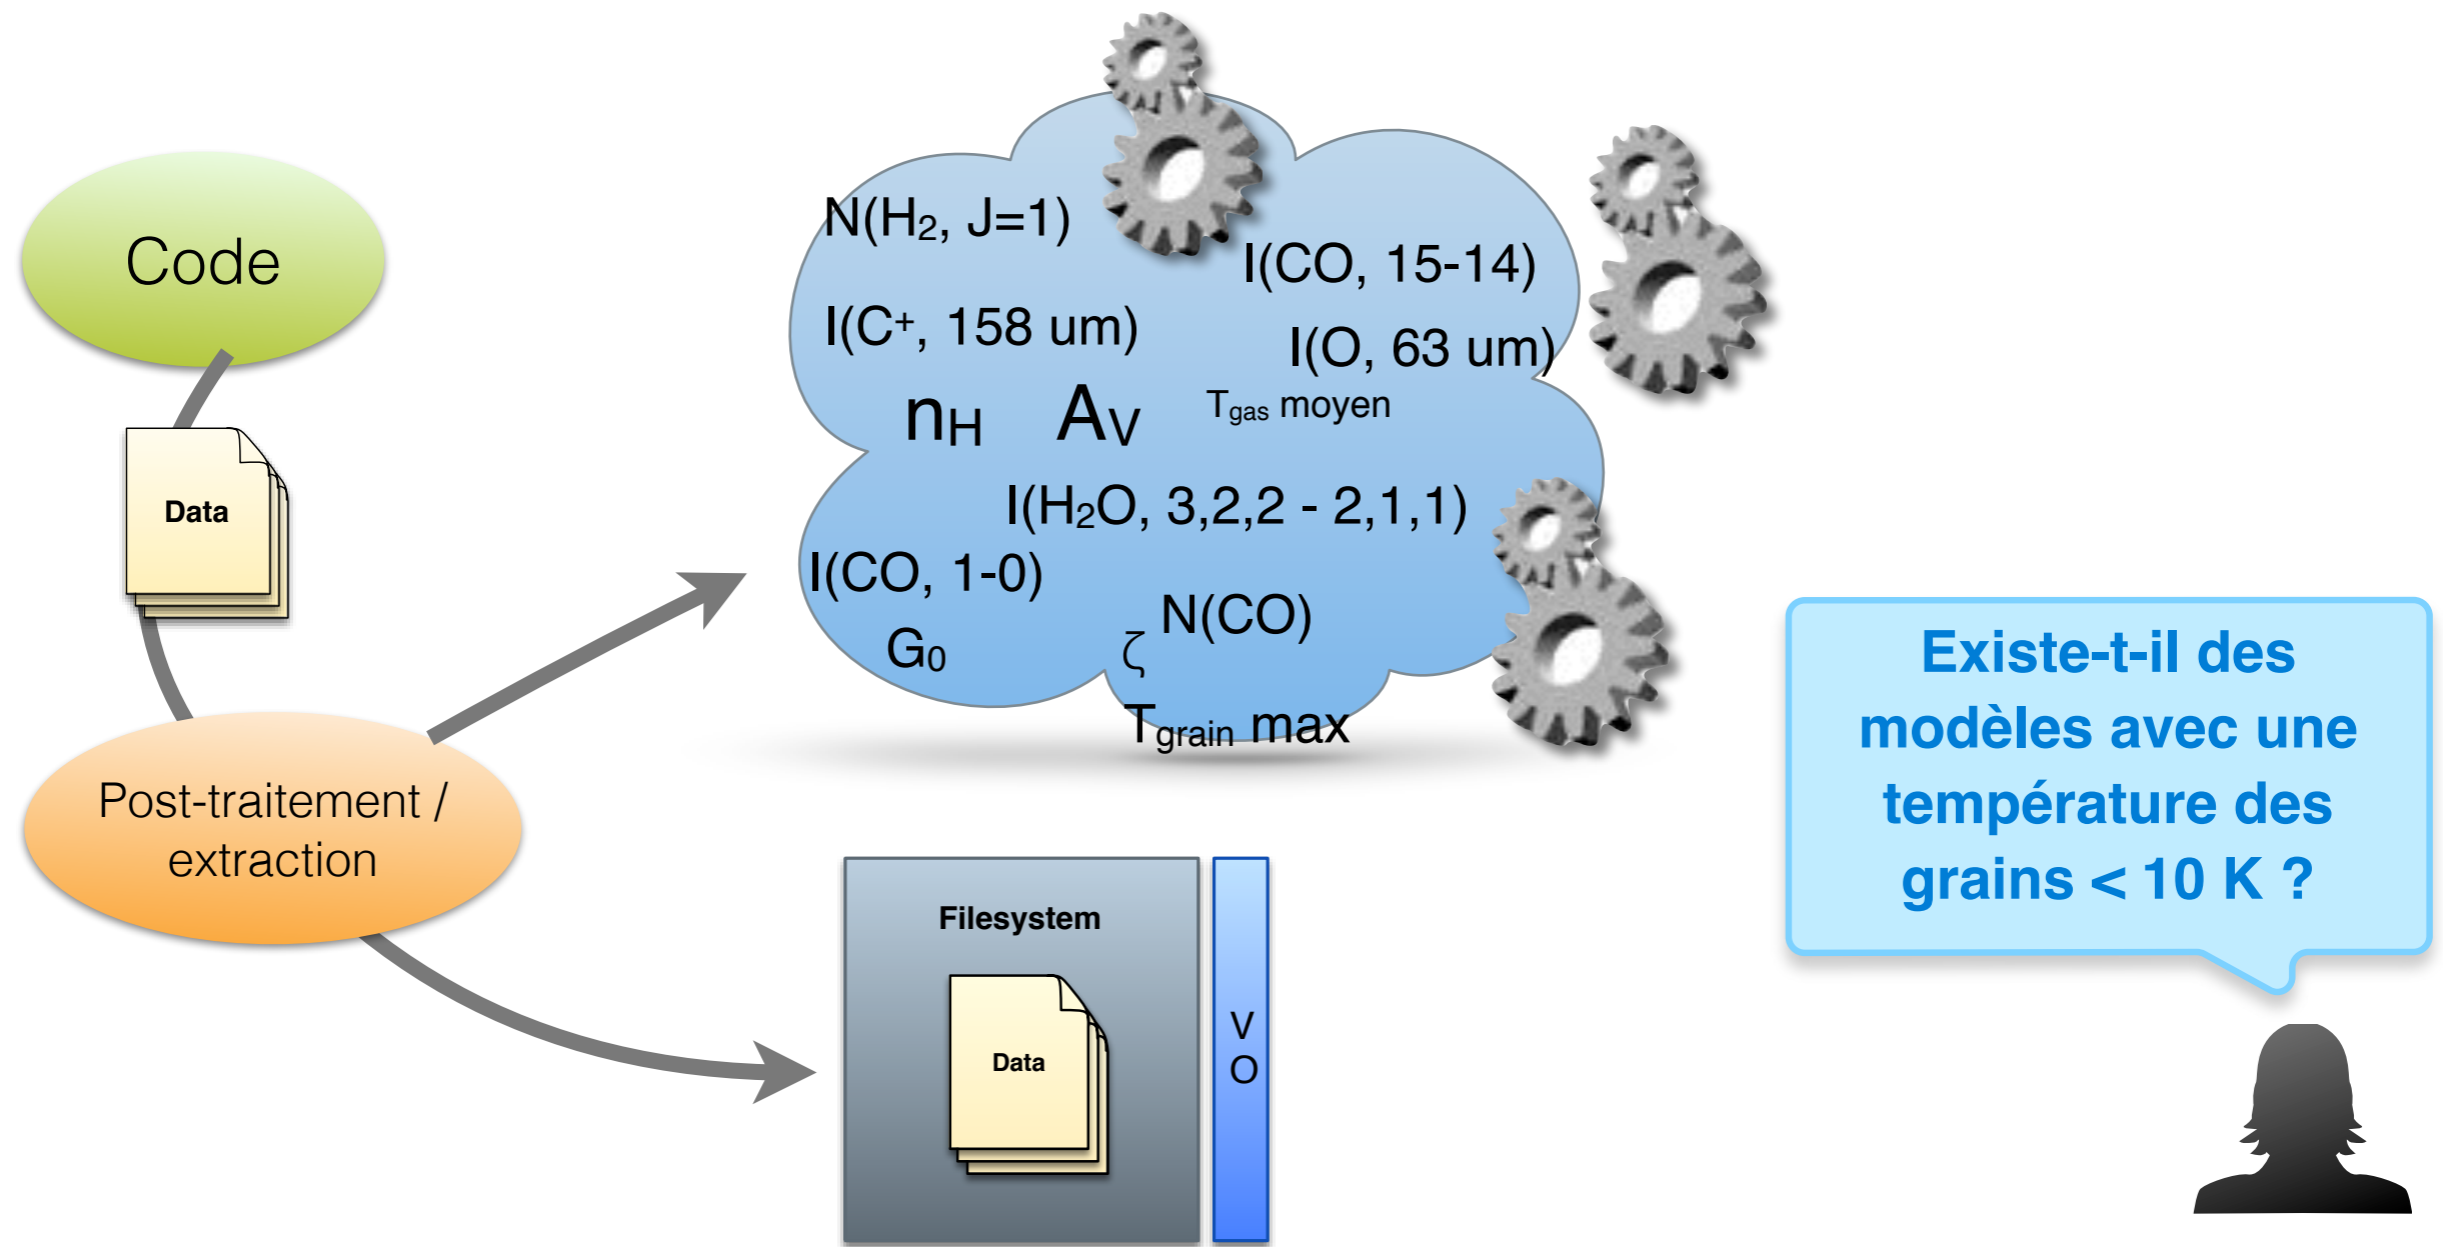 Code
Data
Post-traitement /
extraction
N(H₂, J=1)
I(CO, 15-14)
I(C⁺, 158 um)
I(O, 63 um)
nH AV Tgas moyen
I(H₂O, 3,2,2 - 2,1,1)
I(CO, 1-0)
N(CO)
G₀ ζ
Tgrain max
Filesystem
Data
V
O
Existe-t-il des
modèles avec une
température des
grains < 10 K ?